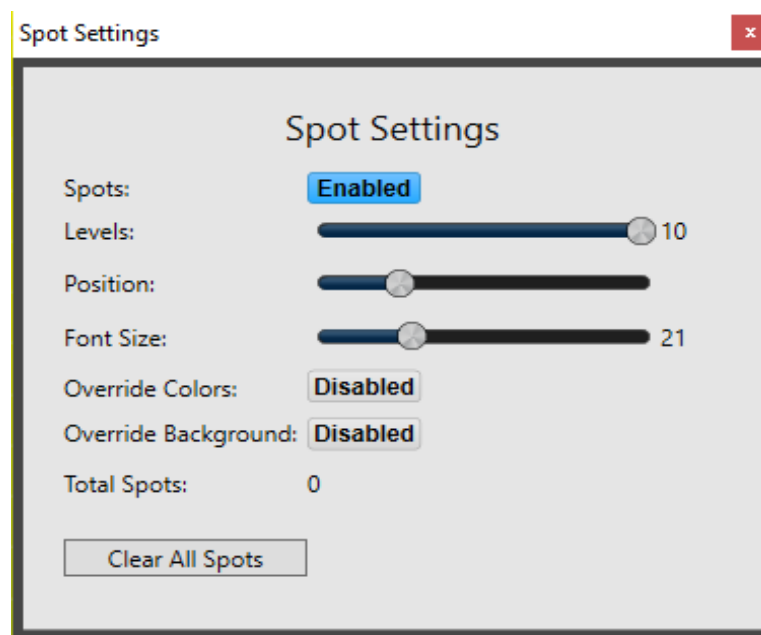 Spot Settings
x
Spot Settings
Spots: Enabled
Levels: 10
Position:
Font Size: 21
Override Colors: Disabled
Override Background: Disabled
Total Spots: 0
Clear All Spots